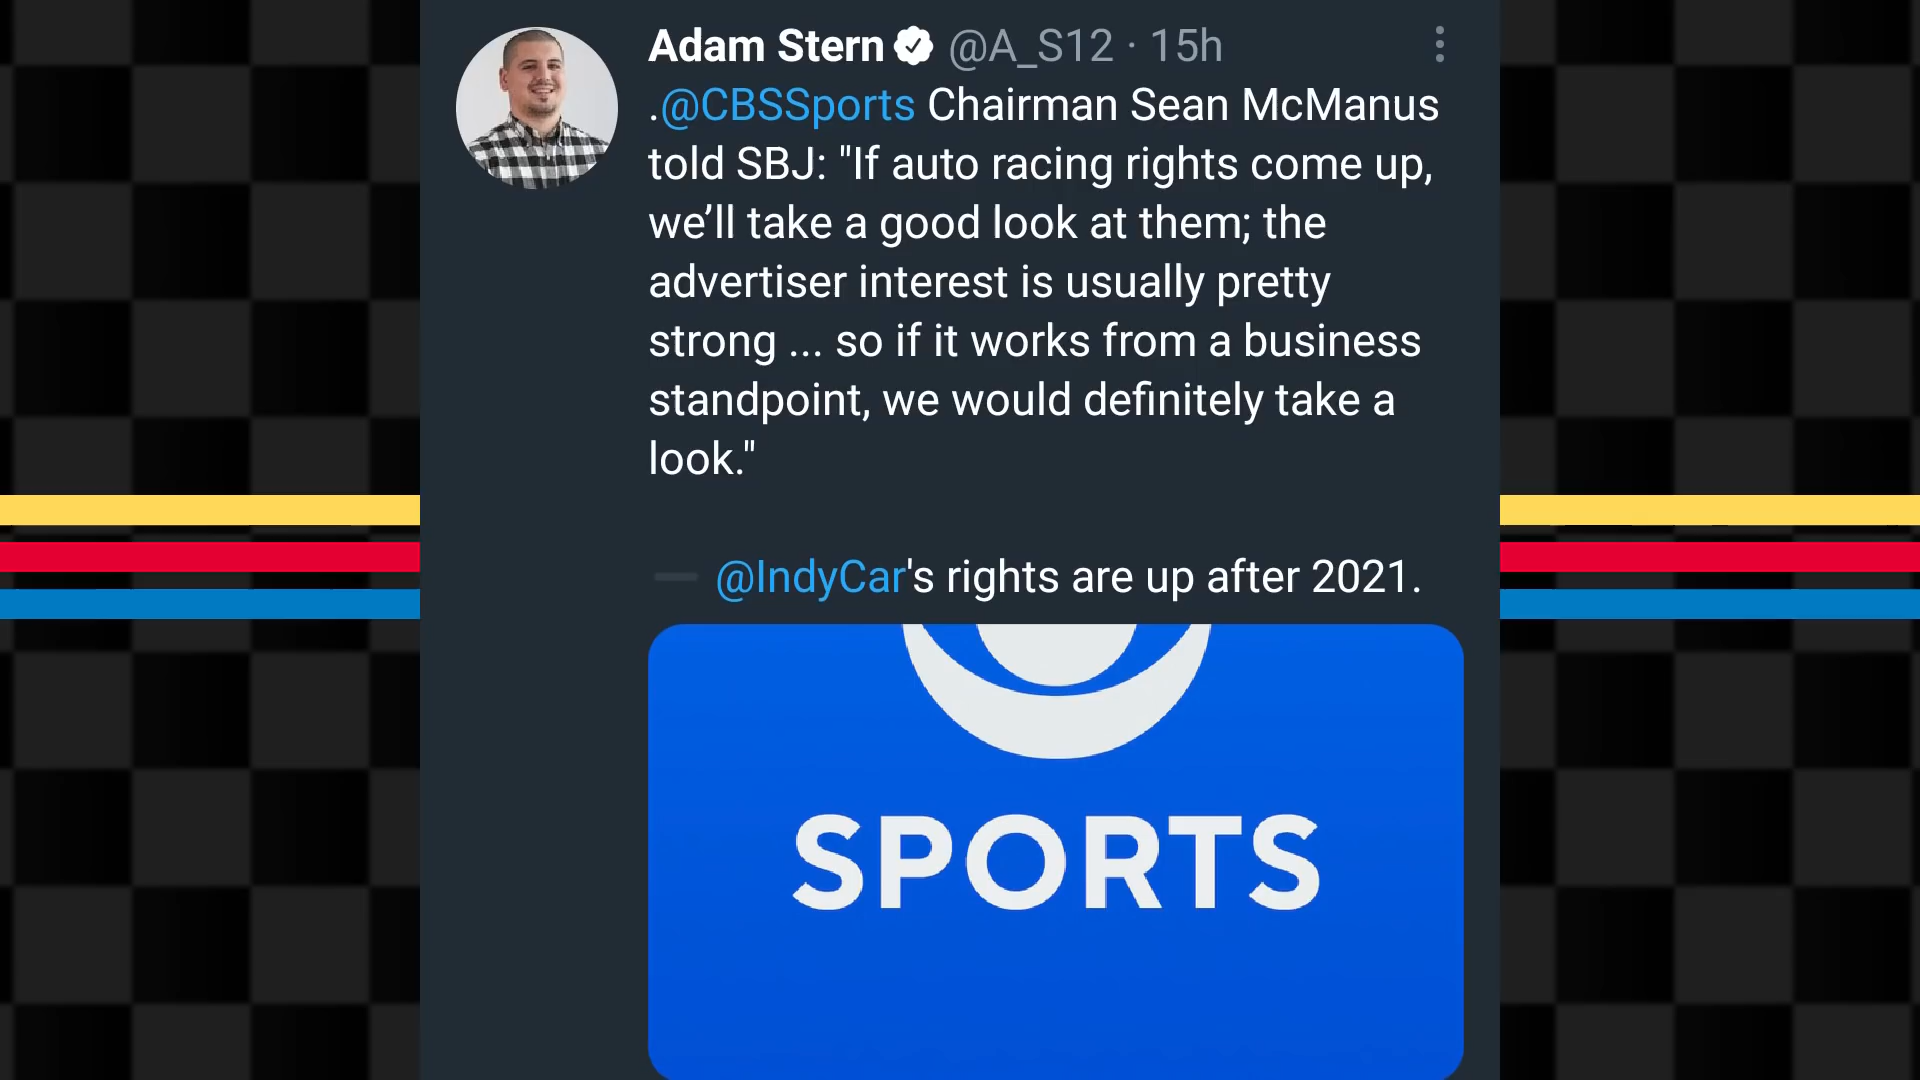 Adam Stern @A_S12 · 15h
.@CBSSports Chairman Sean McManus
told SBJ: "If auto racing rights come up,
we’ll take a good look at them; the
advertiser interest is usually pretty
strong ... so if it works from a business
standpoint, we would definitely take a
look."
@IndyCar's rights are up after 2021.
SPORTS